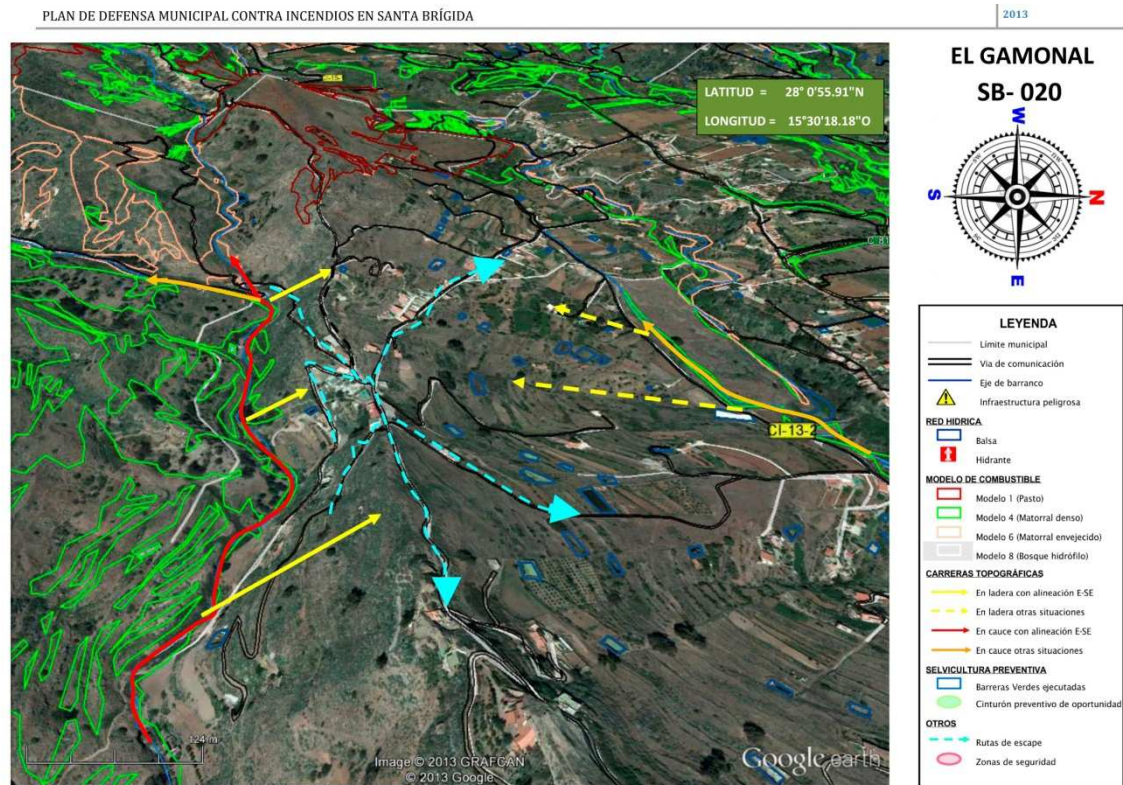 PLAN DE DEFENSA MUNICIPAL CONTRA INCENDIOS EN SANTA BRÍGIDA
2013
EL GAMONAL
SB- 020
LATITUD = 28° 0'55.91"N
LONGITUD = 15°30'18.18"O
W
S
N
E
CI-13-2
124 m
Image © 2013 GRAFCAN
© 2013 Google
Google earth
LEYENDA
Límite municipal
Via de comunicación
Eje de barranco
Infraestructura peligrosa
RED HIDRICA
Balsa
Hidrante
MODELO DE COMBUSTIBLE
Modelo 1 (Pasto)
Modelo 4 (Matorral denso)
Modelo 6 (Matorral envejecido)
Modelo 8 (Bosque hidrófilo)
CARRERAS TOPOGRÁFICAS
En ladera con alineación E-SE
En ladera otras situaciones
En cauce con alineación E-SE
En cauce otras situaciones
SELVICULTURA PREVENTIVA
Barreras Verdes ejecutadas
Cinturón preventivo de oportunidad
OTROS
Rutas de escape
Zonas de seguridad